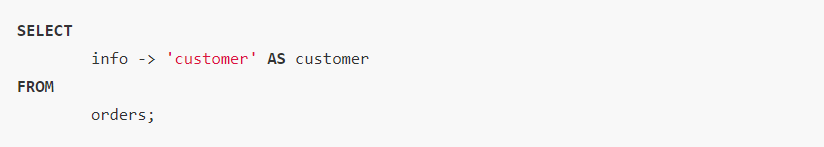 SELECT
info -> 'customer' AS customer
FROM
orders;